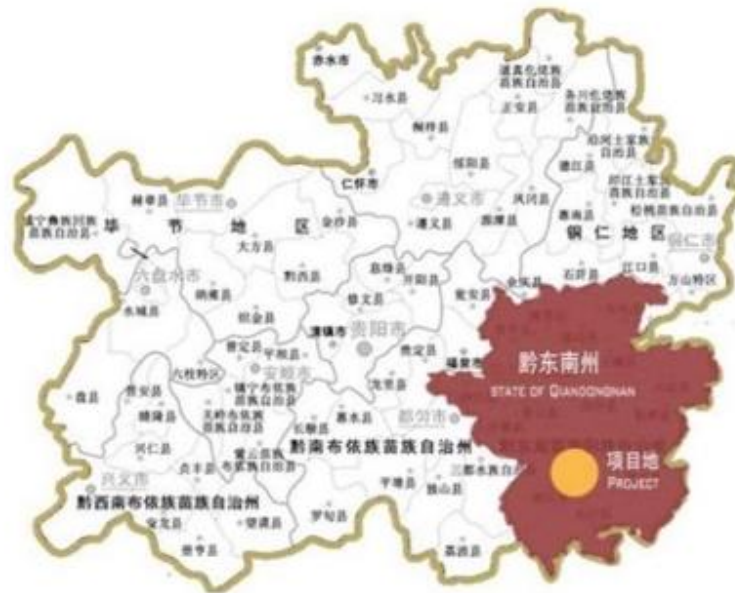 赤水市
习水县
道真仡佬族
苗族自治县
务川仡佬族
苗族自治县
正安县
桐梓县
沿河土家族
自治县
绥阳县
德江县
仁怀市
印江土家族
苗族自治县
赫章县
毕节市
遵义市
凤冈县
松桃苗族自治县
威宁彝族回族
苗族自治县
毕节地区
金沙县
遵义县
湄潭县
思南县
铜仁地区
铜仁市
大方县
六盘水市
黔西县
息烽县
开阳县
余庆县
石阡县
江口县
万山特区
纳雍县
修文县
瓮安县
水城县
织金县
清镇市
贵阳市
普定县
平坝县
贵定县
福泉市
黔东南州
STATE OF QIANDONGNAN
六枝特区
安顺市
龙里县
盘县
普安县
镇宁布依族
苗族自治县
晴隆县
关岭布依族
苗族自治县
长顺县
惠水县
都匀市
兴仁县
紫云苗族
布依族自治县
黔南布依族苗族自治州
项目地
PROJECT
贞丰县
三都水族自治县
兴义市
平塘县
独山县
黔西南布依族苗族自治州
安龙县
望谟县
罗甸县
册亨县
荔波县